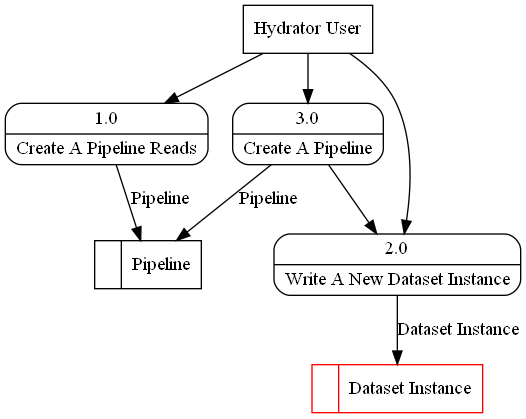 Hydrator User
1.0
Create A Pipeline Reads
3.0
Create A Pipeline
Pipeline
Pipeline
Pipeline
2.0
Write A New Dataset Instance
Dataset Instance
Dataset Instance